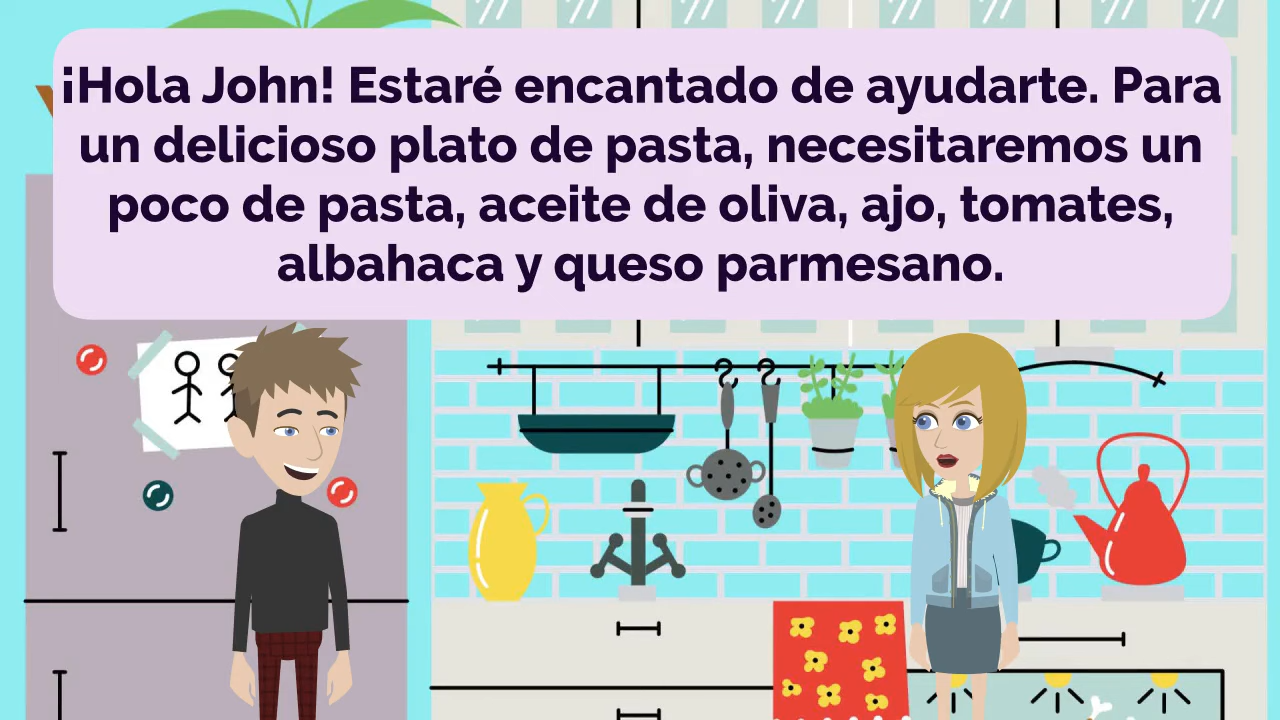 ¡Hola John! Estaré encantado de ayudarte. Para
un delicioso plato de pasta, necesitaremos un
poco de pasta, aceite de oliva, ajo, tomates,
albahaca y queso parmesano.